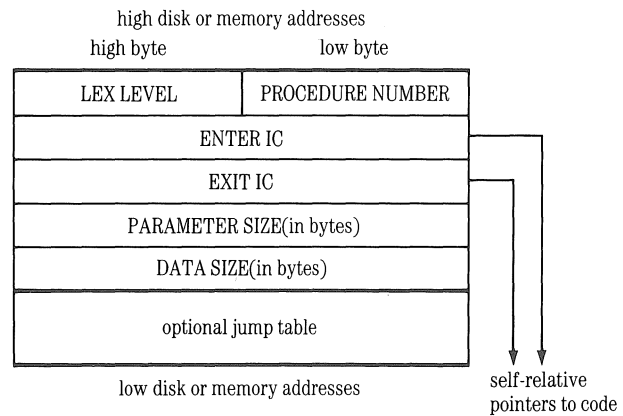 high disk or memory addresses
high byte low byte
LEX LEVEL PROCEDURE NUMBER
ENTER IC
EXIT IC
PARAMETER SIZE(in bytes)
DATA SIZE(in bytes)
optional jump table
low disk or memory addresses
self-relative
pointers to code